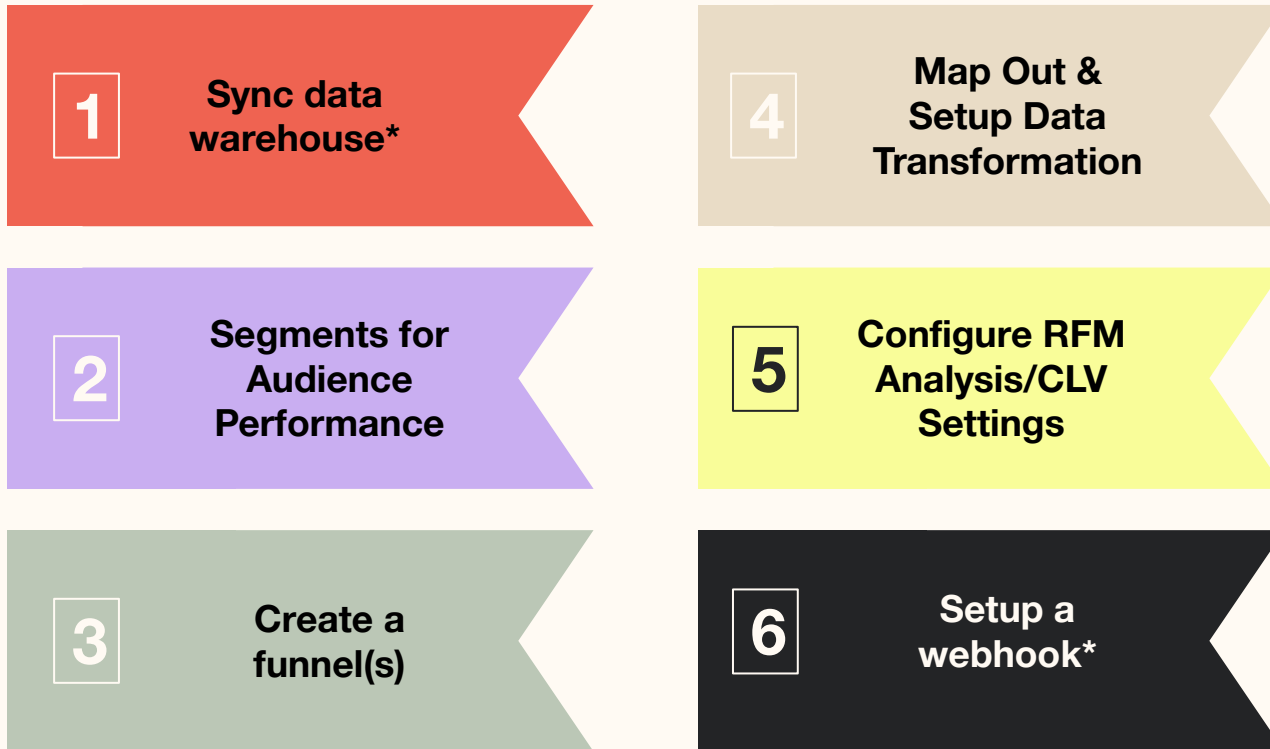 1
Sync data
warehouse*
2
Segments for
Audience
Performance
3
Create a
funnel(s)
4
Map Out &
Setup Data
Transformation
5
Configure RFM
Analysis/CLV
Settings
6
Setup a
webhook*